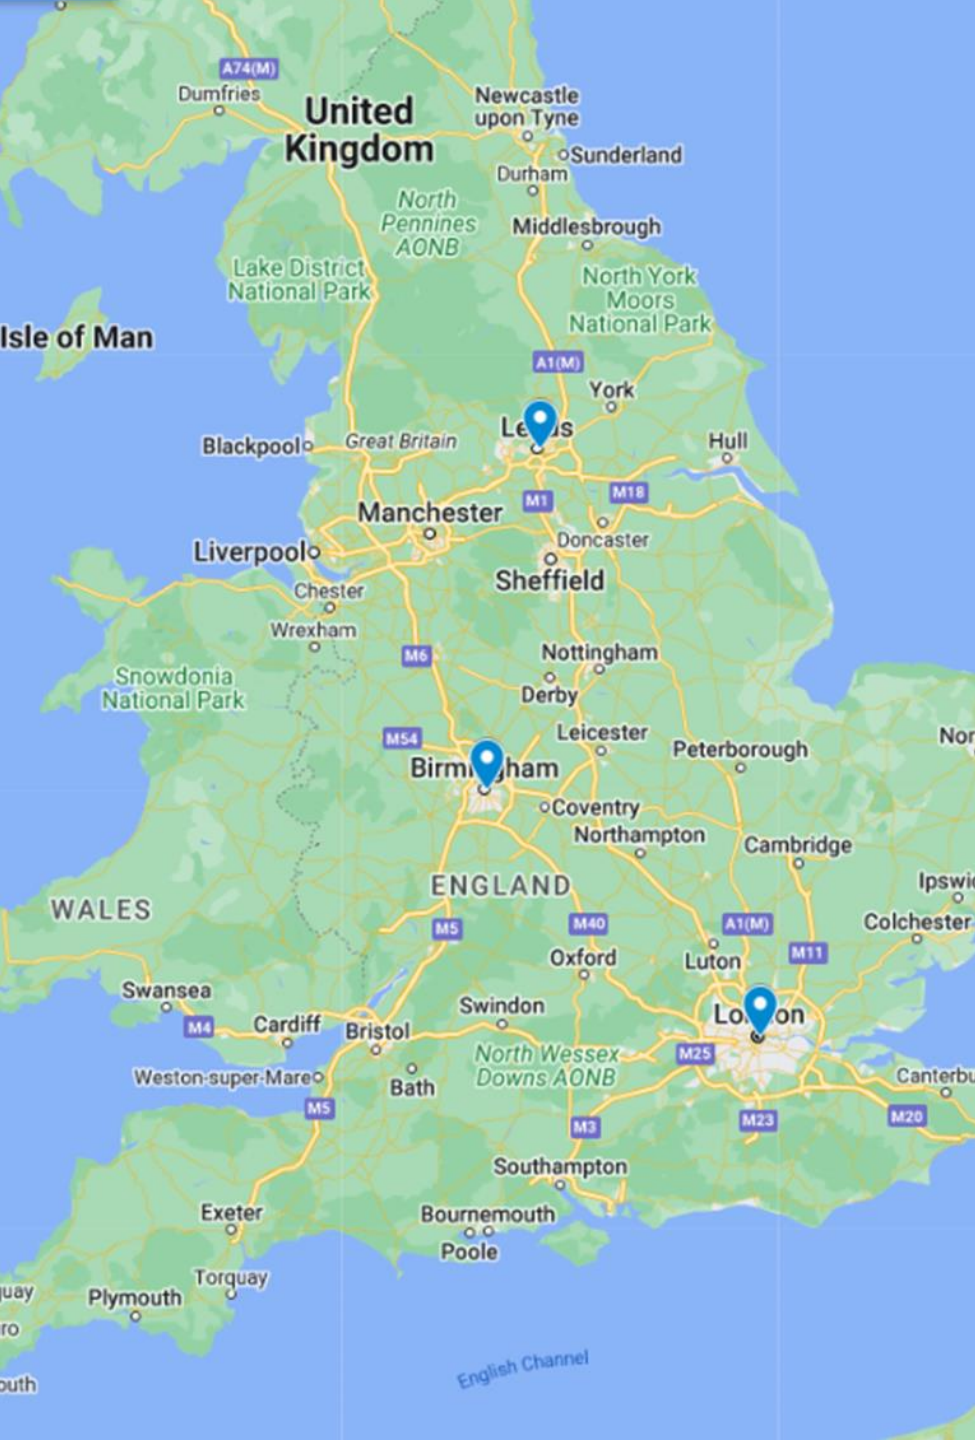 A74(M)
Dumfries
United
Kingdom
Newcastle
upon Tyne
Sunderland
Durham
North
Pennines
AONB
Middlesbrough
Lake District
National Park
North York
Moors
National Park
Isle of Man
A1(M)
York
Blackpool
Great Britain
Hull
M1
M18
Manchester
Doncaster
Liverpool
Sheffield
Chester
Wrexham
M6
Nottingham
Snowdonia
National Park
Derby
M54
Leicester
Peterborough
Coventry
Northampton
Cambridge
ENGLAND
WALES
M5
M40
A1(M)
Colchester
M11
Oxford
Luton
Swansea
Swindon
M4
Cardiff
Bristol
M25
North Wessex
Downs AONB
Weston-super-Mare
Bath
M5
M3
M23
M20
Southampton
Exeter
Bournemouth
Poole
Torquay
Plymouth
English Channel